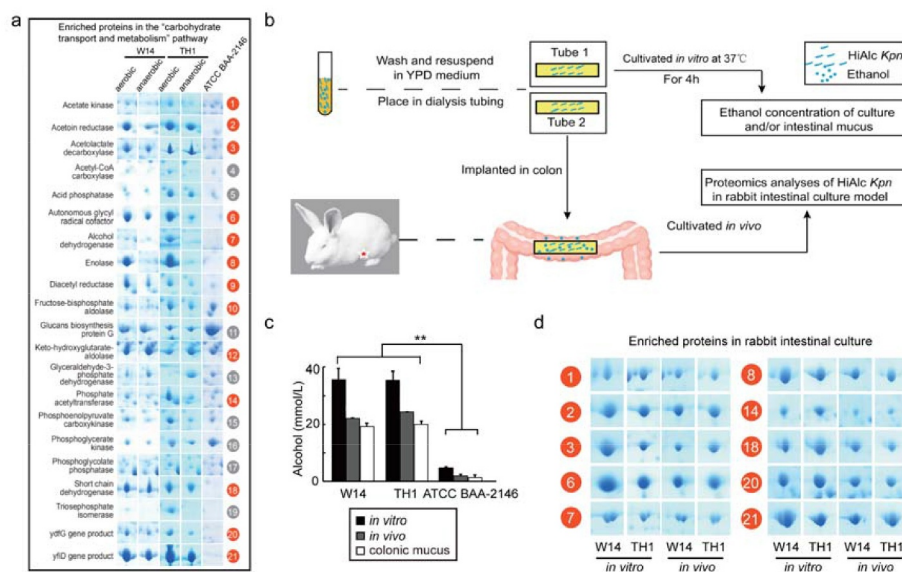 a
Enriched proteins in the "carbohydrate
transport and metabolism" pathway
W14
TH1
aerobic
anaerobic
aerobic
anaerobic
ATCC BAA-2146
Acetate kinase
1
Acetoin reductase
2
Acetolactate
decarboxylase
3
Acetyl-CoA
carboxylase
4
Acid phosphatase
5
Autonomous glycyl
radical cofactor
6
Alcohol
dehydrogenase
7
Enolase
8
Diacetyl reductase
9
Fructose-bisphosphate
aldolase
10
Glucans biosynthesis
protein G
11
Keto-hydroxyglutarate-
aldolase
12
Glyceraldehyde-3-
phosphate
dehydrogenase
13
Phosphate
acetyltransferase
14
Phosphoenolpyruvate
carboxykinase
15
Phosphoglycerate
kinase
16
Phosphoglycolate
phosphatase
17
Short chain
dehydrogenase
18
Triosephosphate
isomerase
19
ydfG gene product
20
yfiD gene product
21
b
Wash and resuspend
in YPD medium
Place in dialysis tubing
Tube 1
Tube 2
Cultivated in vitro at 37℃
For 4h
HiAlc Kpn
Ethanol
Ethanol concentration of culture
and/or intestinal mucus
Implanted in colon
Proteomics analyses of HiAlc Kpn
in rabbit intestinal culture model
Cultivated in vivo
c
**
Alcohol (mmol/L)
60
40
20
0
W14
TH1
ATCC BAA-2146
in vitro
in vivo
colonic mucus
d
Enriched proteins in rabbit intestinal culture
1
2
3
6
7
8
14
18
20
21
W14 TH1 W14 TH1
in vitro in vivo
W14 TH1 W14 TH1
in vitro in vivo